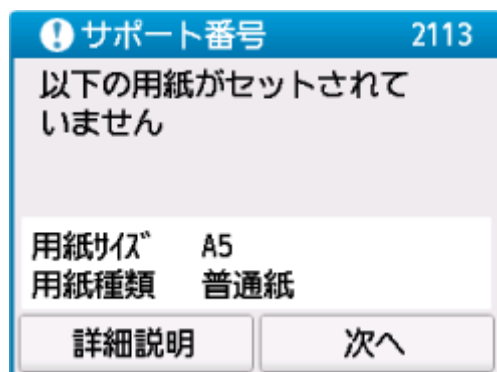 サポート番号 2113
以下の用紙がセットされて
いません
用紙ｻｲｽﾞ A5
用紙種類 普通紙
詳細説明 次へ